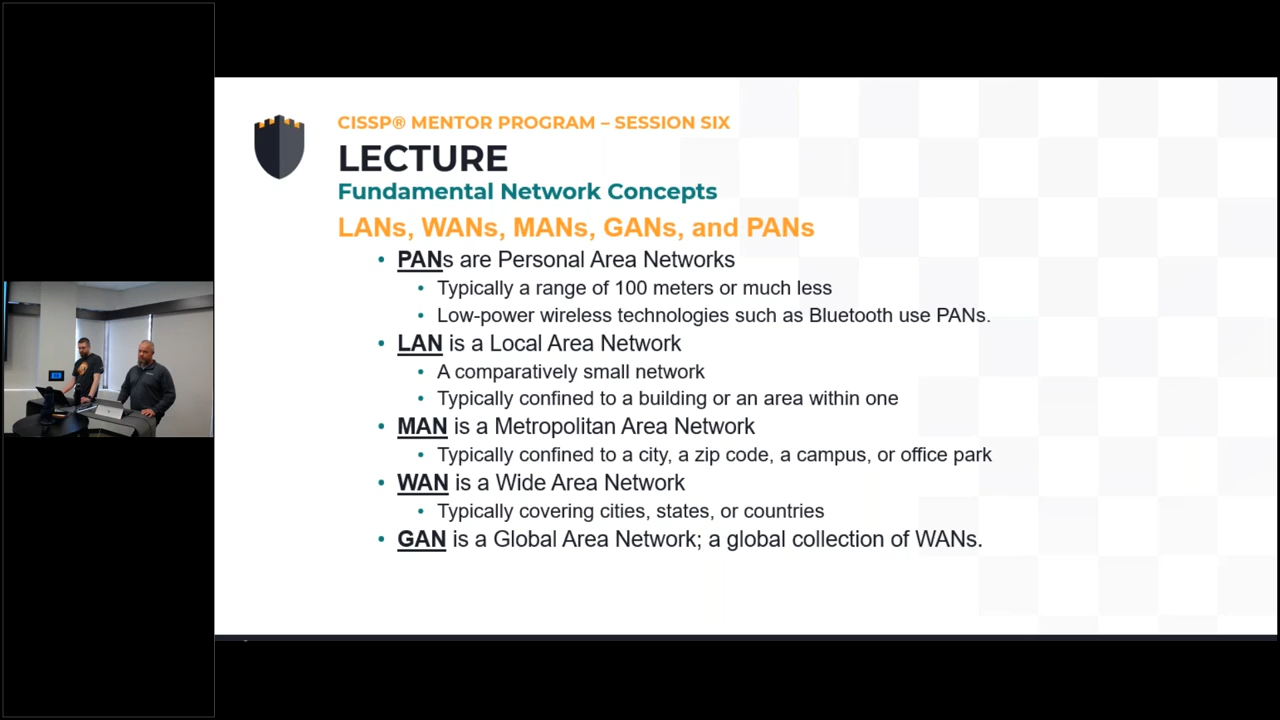 CISSP® MENTOR PROGRAM – SESSION SIX
LECTURE
Fundamental Network Concepts
LANs, WANs, MANs, GANs, and PANs
• PANs are Personal Area Networks
• Typically a range of 100 meters or much less
• Low-power wireless technologies such as Bluetooth use PANs.
• LAN is a Local Area Network
• A comparatively small network
• Typically confined to a building or an area within one
• MAN is a Metropolitan Area Network
• Typically confined to a city, a zip code, a campus, or office park
• WAN is a Wide Area Network
• Typically covering cities, states, or countries
• GAN is a Global Area Network; a global collection of WANs.